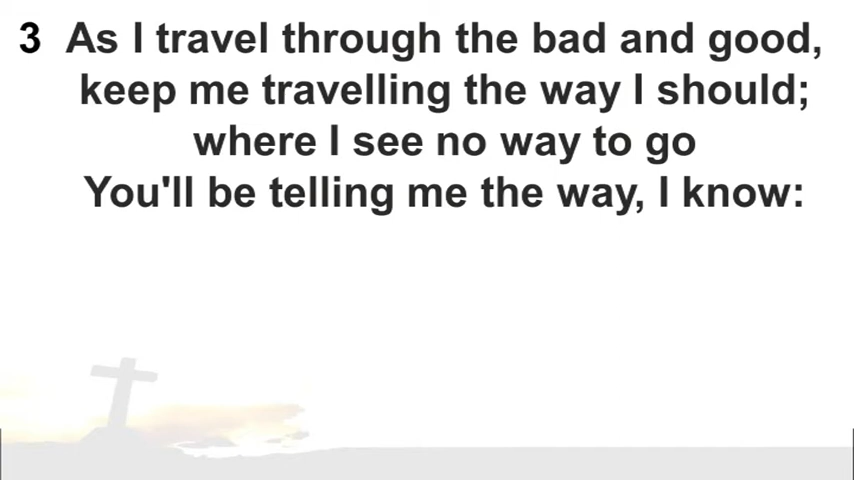 3 As I travel through the bad and good,
keep me travelling the way I should;
where I see no way to go
You'll be telling me the way, I know: